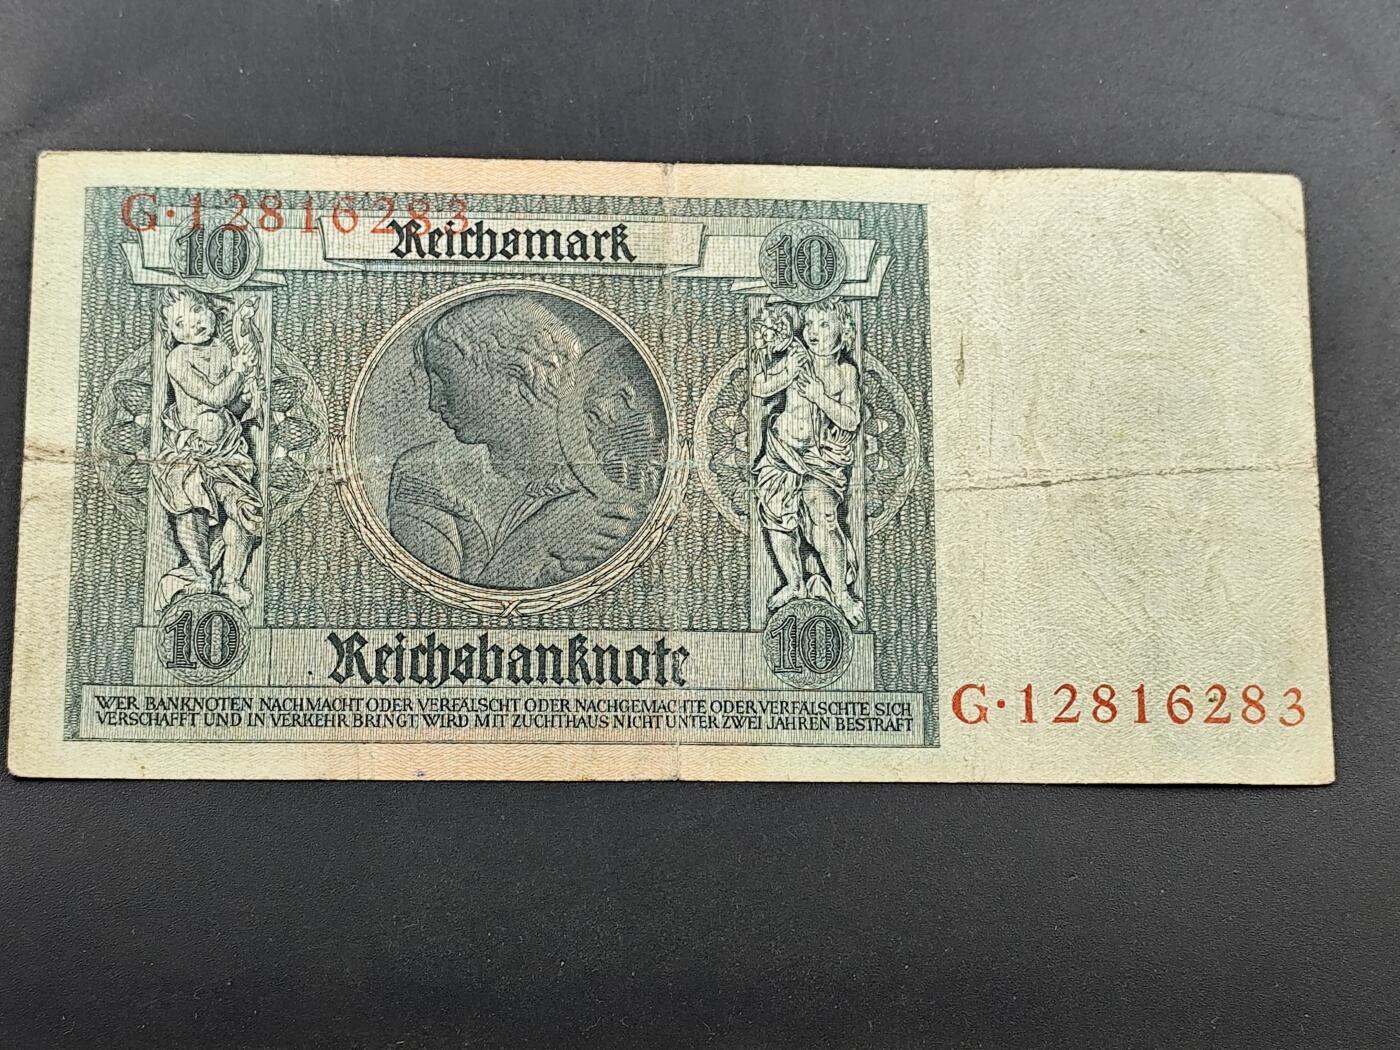 G·12816283
Reichsmark
10 10
10 10
Reichsbanknote
WER BANKNOTEN NACHMACHT ODER VERFÄLSCHT ODER NACHGEMACHTE ODER VERFÄLSCHTE SICH
VERSCHAFFT UND IN VERKEHR BRINGT, WIRD MIT ZUCHTHAUS NICHT UNTER ZWEI JAHREN BESTRAFT
G·12816283